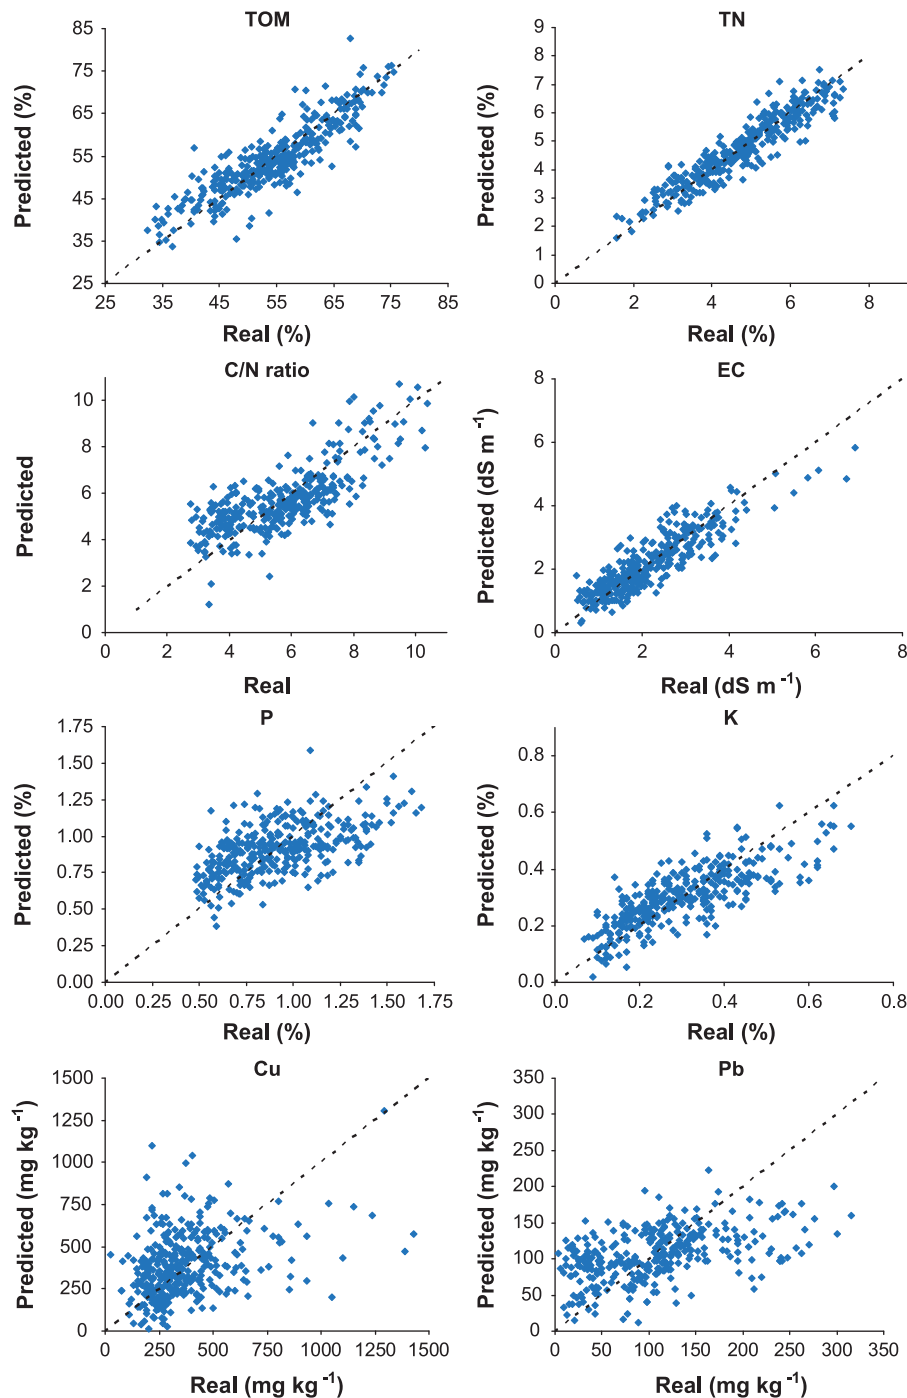 TOM
85
75
65
55
45
35
25
25 35 45 55 65 75 85
Predicted (%)
Real (%)
TN
9
8
7
6
5
4
3
2
1
0
0 2 4 6 8
Predicted (%)
Real (%)
C/N ratio
10
8
6
4
2
0
0 2 4 6 8 10
Predicted
Real
EC
8
6
4
2
0
0 2 4 6 8
Predicted (dS m⁻¹)
Real (dS m⁻¹)
P
1.75
1.50
1.25
1.00
0.75
0.50
0.25
0.00
0.00 0.25 0.50 0.75 1.00 1.25 1.50 1.75
Predicted (%)
Real (%)
K
0.8
0.6
0.4
0.2
0.0
0.0 0.2 0.4 0.6 0.8
Predicted (%)
Real (%)
Cu
1500
1250
1000
750
500
250
0
0 250 500 750 1000 1250 1500
Predicted (mg kg⁻¹)
Real (mg kg⁻¹)
Pb
350
300
250
200
150
100
50
0
0 50 100 150 200 250 300 350
Predicted (mg kg⁻¹)
Real (mg kg⁻¹)